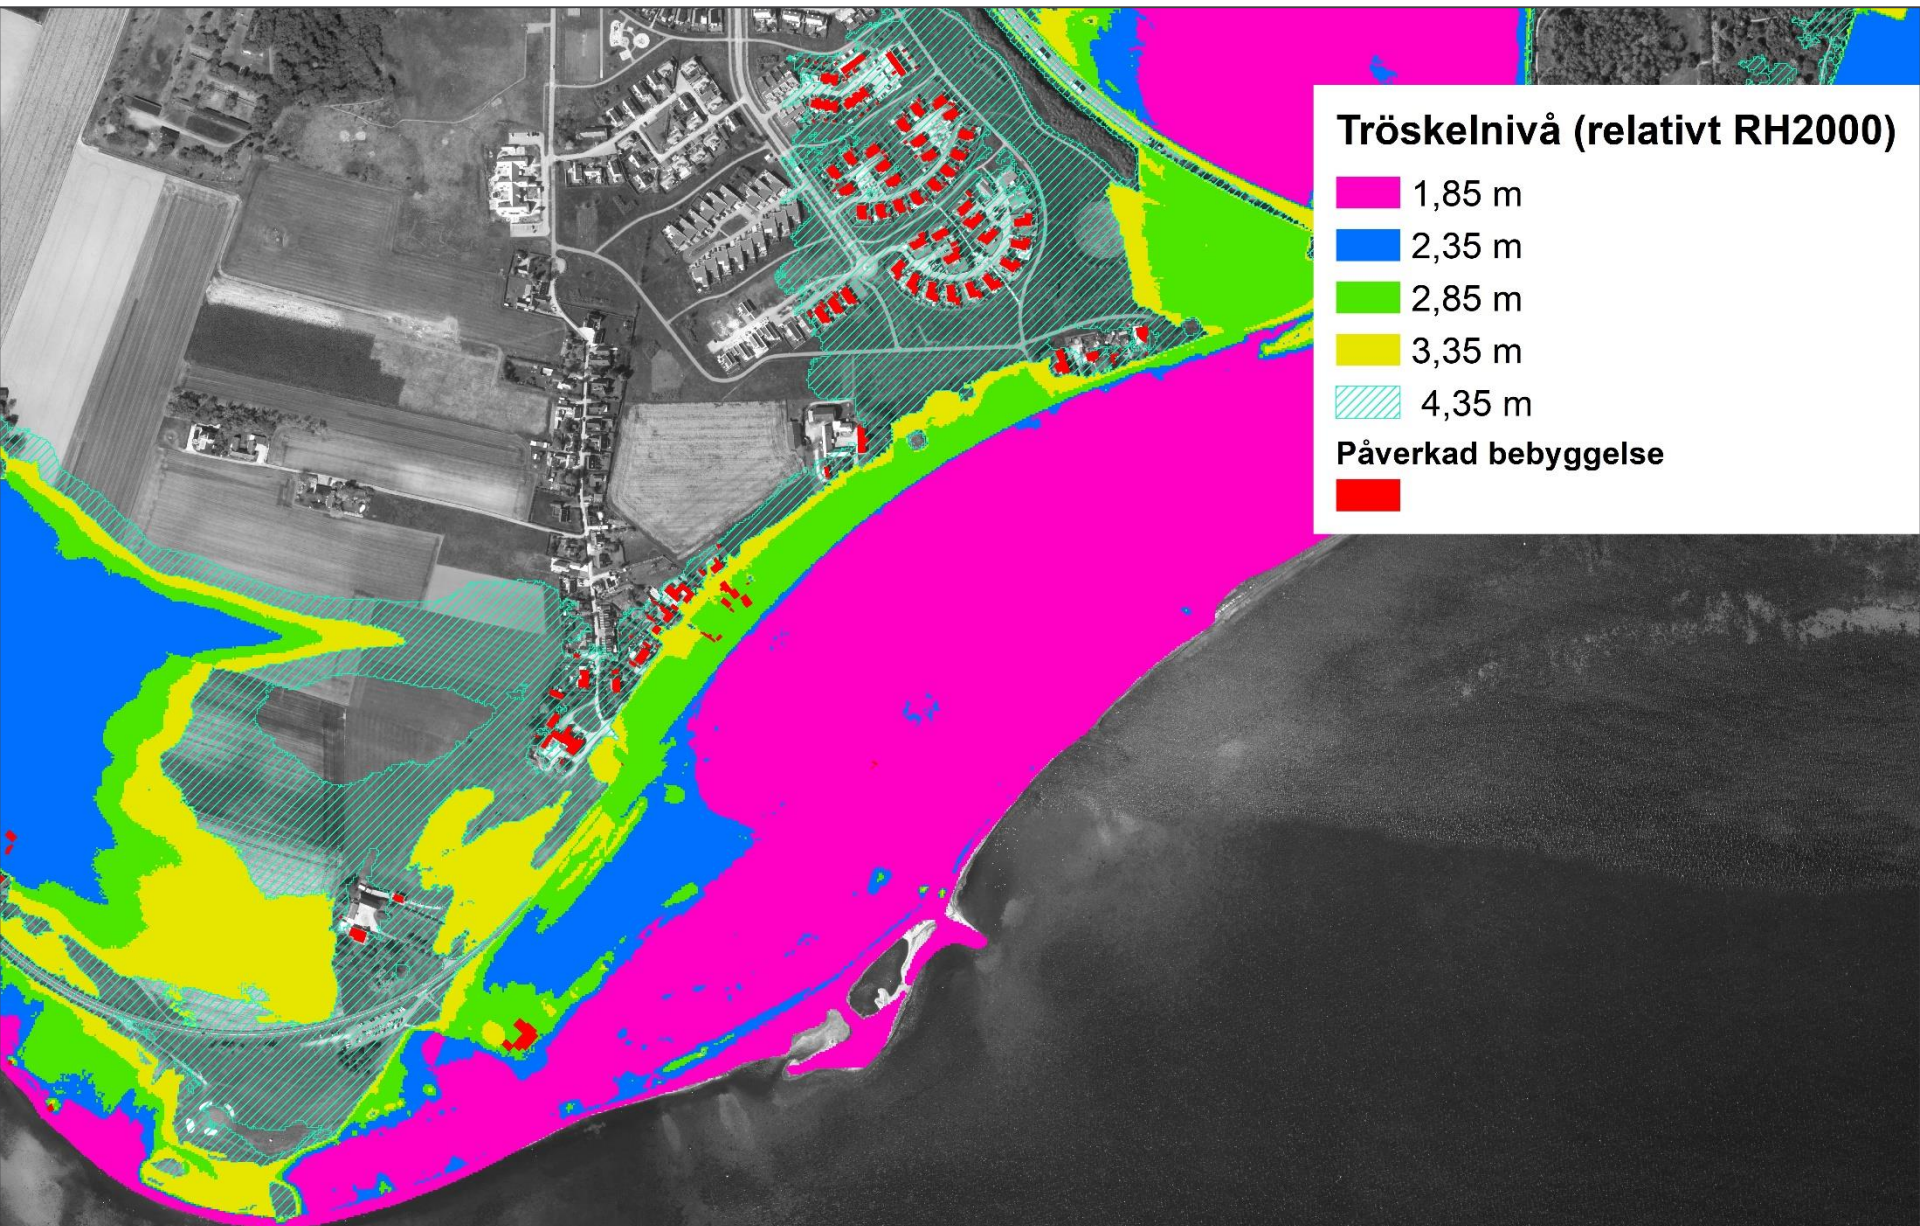 Tröskelnivå (relativt RH2000)
1,85 m
2,35 m
2,85 m
3,35 m
4,35 m
Påverkad bebyggelse